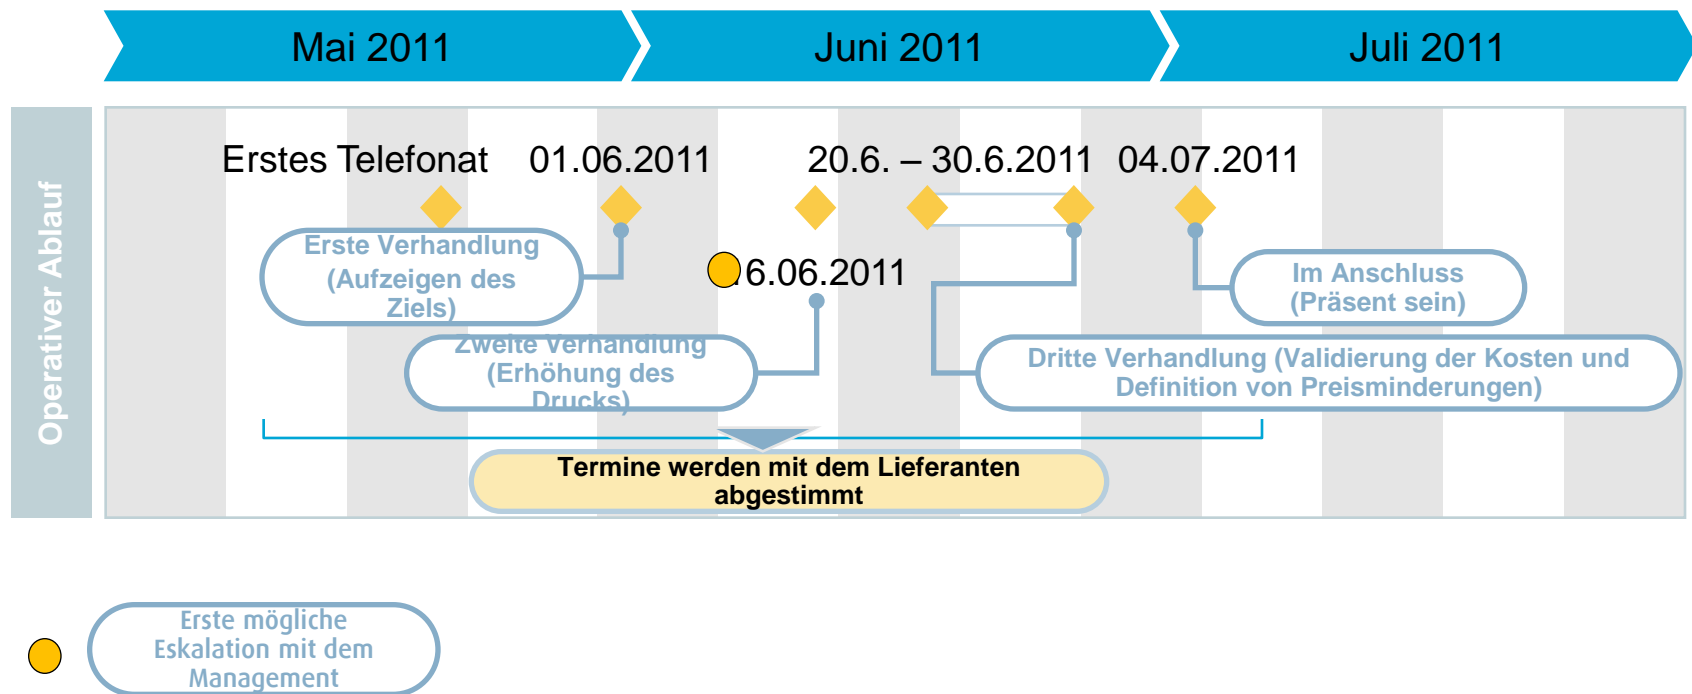 Mai 2011
Juni 2011
Juli 2011
Operativer Ablauf
Erstes Telefonat
01.06.2011
20.6. – 30.6.2011
04.07.2011
Erste Verhandlung
(Aufzeigen des
Ziels)
6.06.2011
Im Anschluss
(Präsent sein)
Zweite Verhandlung
(Erhöhung des
Drucks)
Dritte Verhandlung (Validierung der Kosten und
Definition von Preisminderungen)
Termine werden mit dem Lieferanten
abgestimmt
Erste mögliche
Eskalation mit dem
Management